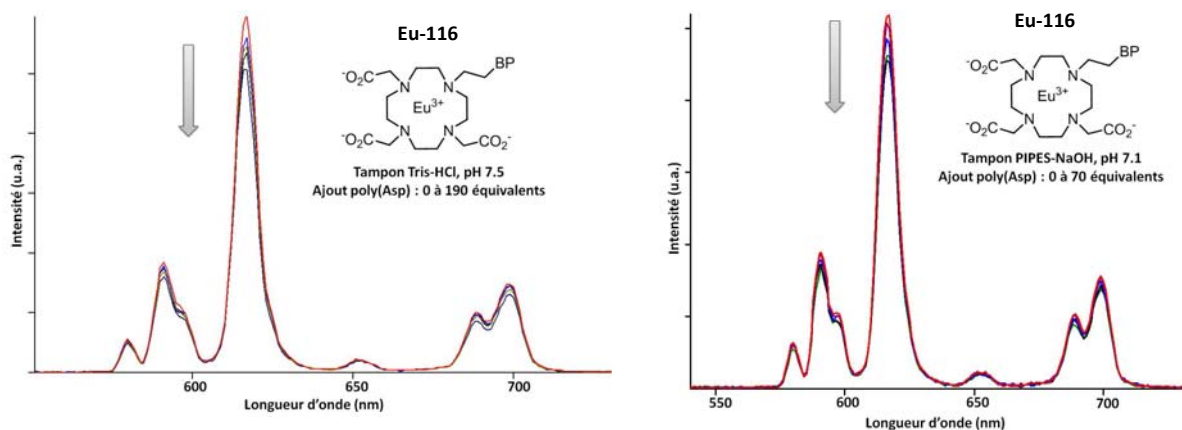 Eu-116
BP
⁻O₂C
N N
Eu³⁺
N N
⁻O₂C
CO₂⁻
Tampon Tris-HCl, pH 7.5
Ajout poly(Asp) : 0 à 190 équivalents
Intensité (u.a.)
600
650
700
Longueur d'onde (nm)
Eu-116
BP
⁻O₂C
N N
Eu³⁺
N N
⁻O₂C
CO₂⁻
Tampon PIPES-NaOH, pH 7.1
Ajout poly(Asp) : 0 à 70 équivalents
Intensité (u.a.)
550
600
650
700
Longueur d'onde (nm)